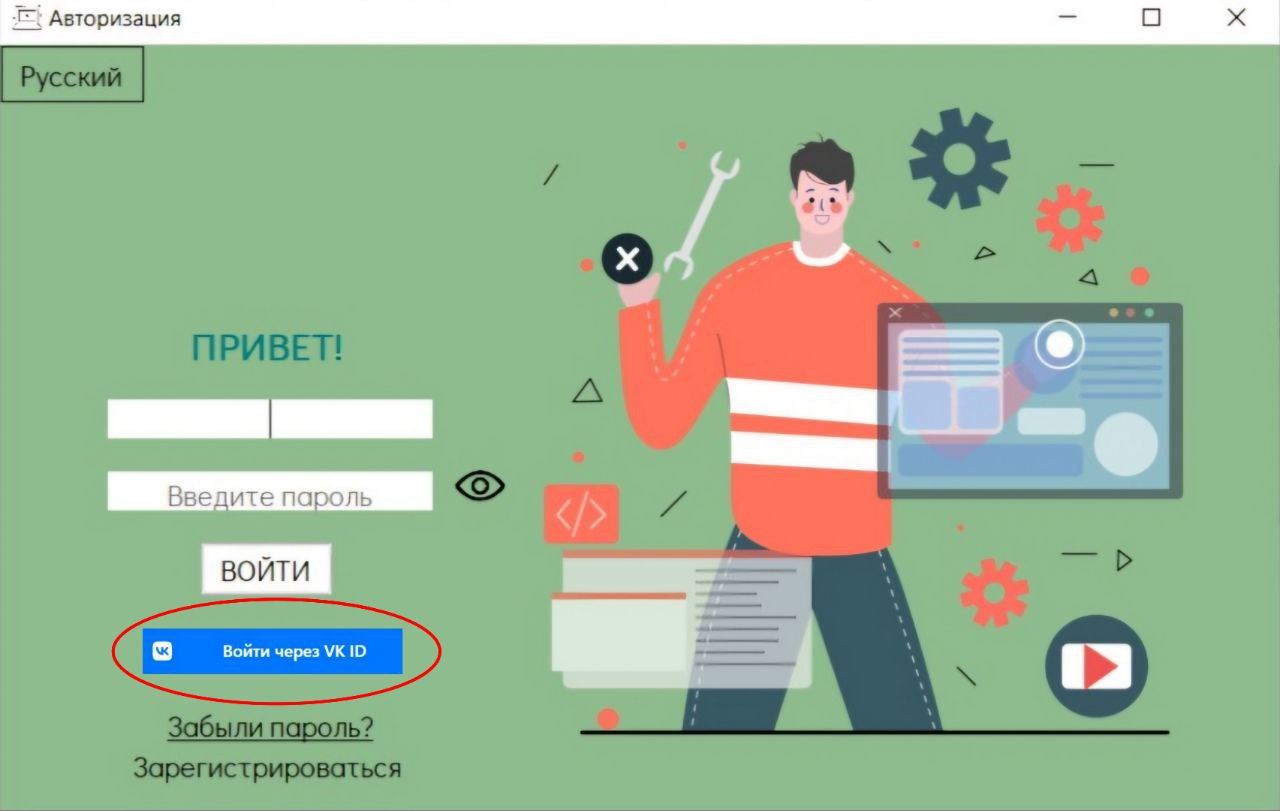 Авторизация
Русский
ПРИВЕТ!
Введите пароль
ВОЙТИ
Войти через VK ID
Забыли пароль?
Зарегистрироваться